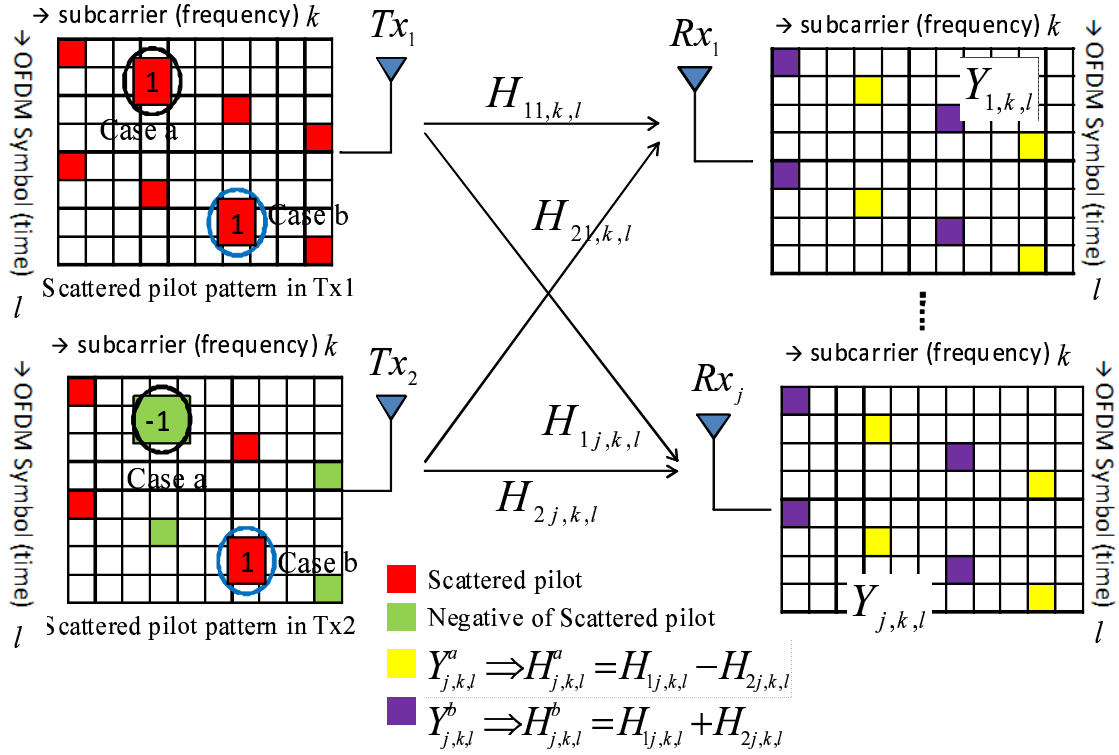 → subcarrier (frequency) k
→ OFDM Symbol (time) l
1
Case a
1
Case b
Scattered pilot pattern in Tx1
→ subcarrier (frequency) k
→ OFDM Symbol (time) l
-1
Case a
1
Case b
Scattered pilot pattern in Tx2
Tx₁
Tx₂
H₁₁,ₖ,ₗ
H₂₁,ₖ,ₗ
H₁ⱼ,ₖ,ₗ
H₂ⱼ,ₖ,ₗ
Rx₁
Rxⱼ
→ subcarrier (frequency) k
→ OFDM Symbol (time) l
Y₁,ₖ,ₗ
→ subcarrier (frequency) k
→ OFDM Symbol (time) l
Yⱼ,ₖ,ₗ
Scattered pilot
Negative of Scattered pilot
Yᵃⱼ,ₖ,ₗ ⇒ Hᵃⱼ,ₖ,ₗ = H₁ⱼ,ₖ,ₗ − H₂ⱼ,ₖ,ₗ
Yᵇⱼ,ₖ,ₗ ⇒ Hᵇⱼ,ₖ,ₗ = H₁ⱼ,ₖ,ₗ + H₂ⱼ,ₖ,ₗ